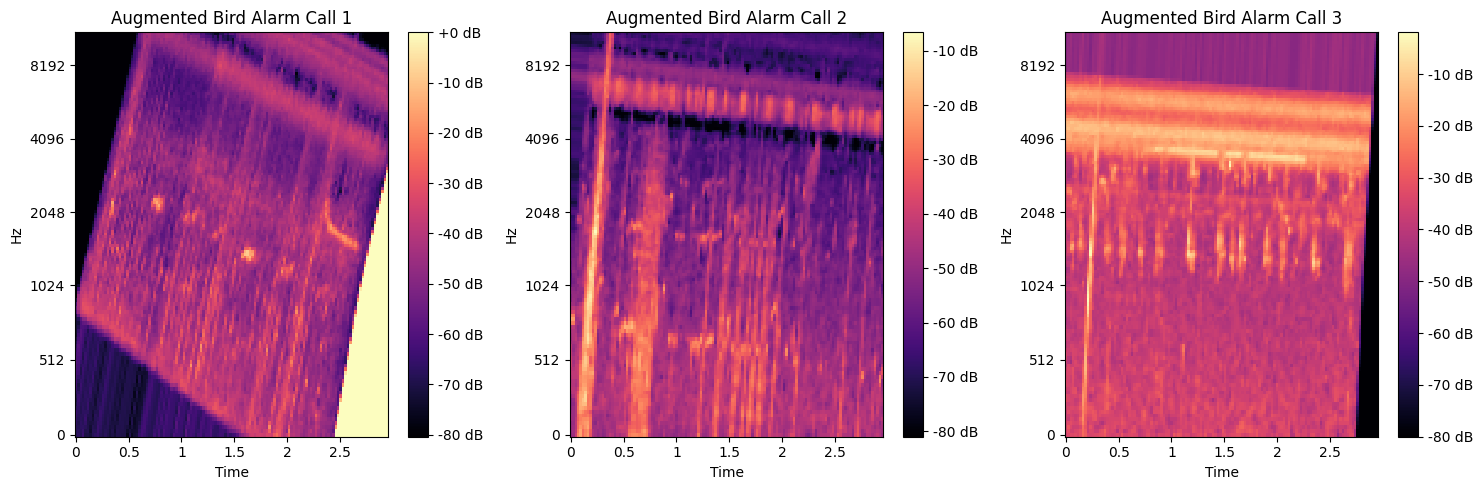 Augmented Bird Alarm Call 1
Augmented Bird Alarm Call 2
Augmented Bird Alarm Call 3
Hz
8192
4096
2048
1024
512
0
0
0.5
1
1.5
2
2.5
Time
+0 dB
-10 dB
-20 dB
-30 dB
-40 dB
-50 dB
-60 dB
-70 dB
-80 dB
Hz
8192
4096
2048
1024
512
0
0
0.5
1
1.5
2
2.5
Time
-10 dB
-20 dB
-30 dB
-40 dB
-50 dB
-60 dB
-70 dB
-80 dB
Hz
8192
4096
2048
1024
512
0
0
0.5
1
1.5
2
2.5
Time
-10 dB
-20 dB
-30 dB
-40 dB
-50 dB
-60 dB
-70 dB
-80 dB